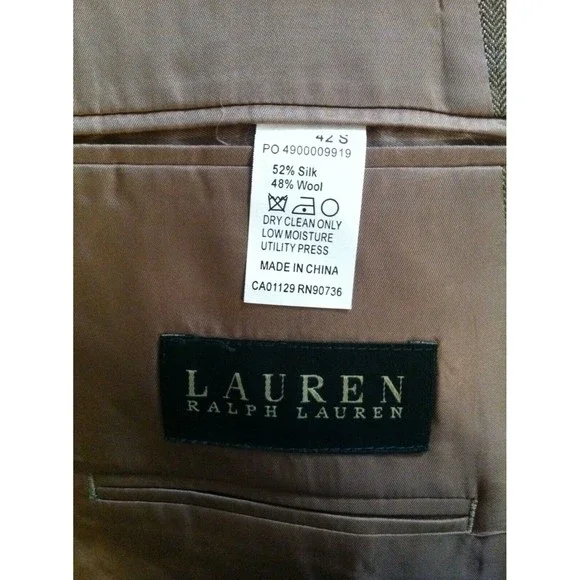 42 S
PO 4900009919
52% Silk
48% Wool
DRY CLEAN ONLY
LOW MOISTURE
UTILITY PRESS
MADE IN CHINA
CA01129 RN90736
LAUREN
RALPH LAUREN